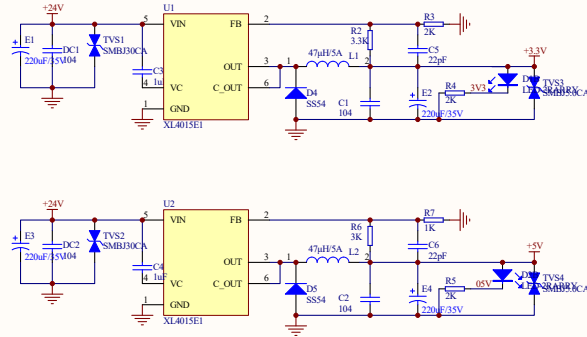 +24V
U1
5
VIN
FB
2
R3
2K
E1
220uF/35V
DC1
104
TVS1
SMBJ30CA
R2
3.3K
C5
22pF
+3.3V
47μH/5A
L1
C3
1u
4
VC
OUT
3
1
2
C_OUT
6
D4
SS54
C1
104
E2
220uF/35V
R4
2K
3V3
TVS3
1
GND
XL4015E1
+24V
U2
5
VIN
FB
2
R7
1K
E3
220uF/35V
DC2
104
TVS2
SMBJ30CA
R6
3K
C6
22pF
+5V
47μH/5A
L2
C4
1uF
4
VC
OUT
3
1
2
C_OUT
6
D5
SS54
C2
104
E4
220uF/35V
R5
2K
05V
TVS4
1
GND
XL4015E1